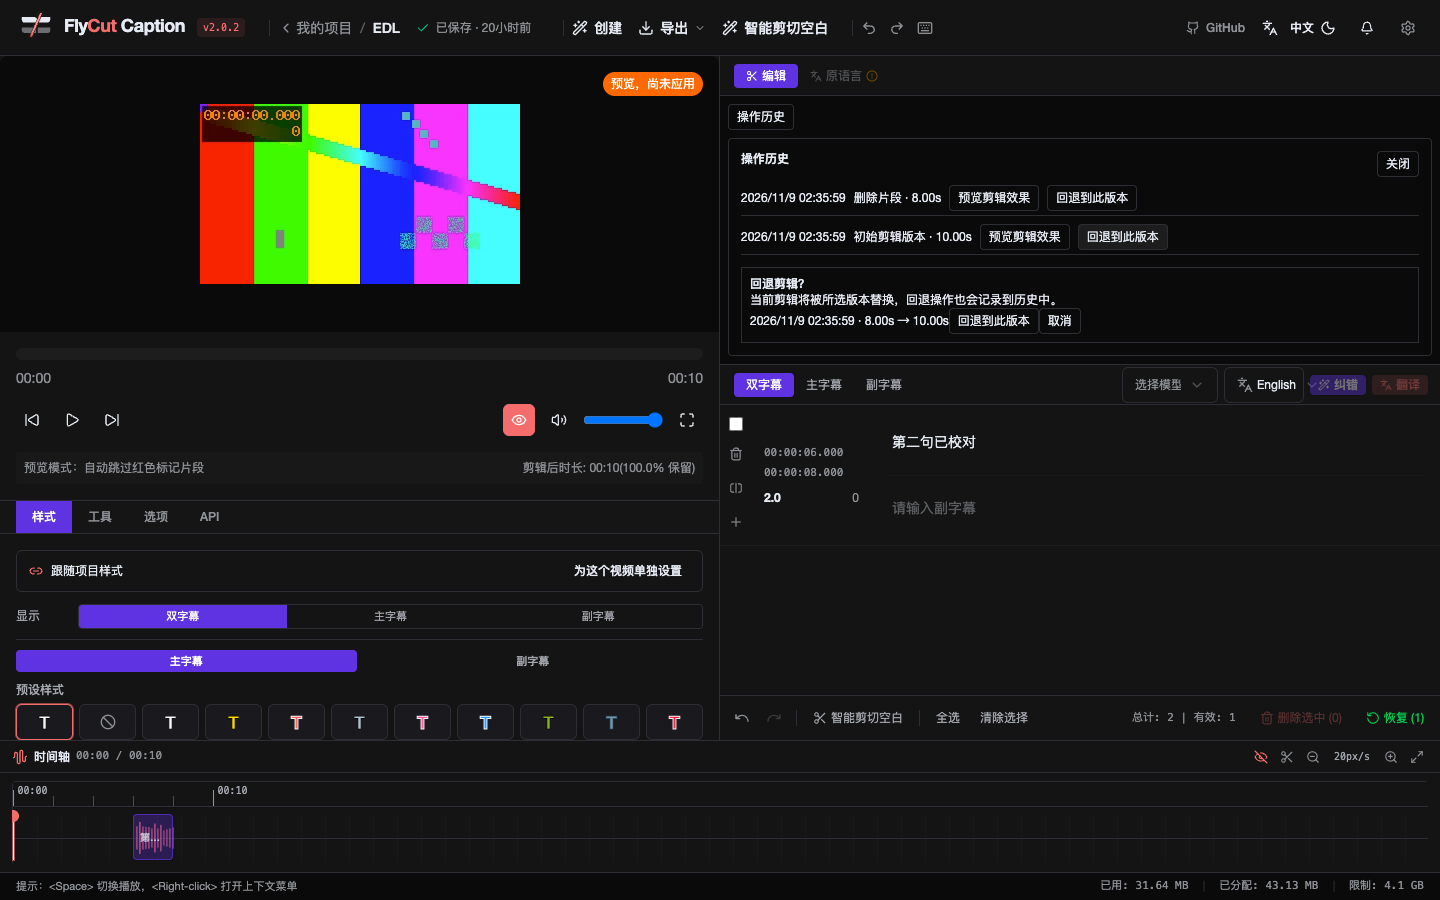 FlyCut Caption v2.0.2 我的项目 / EDL 已保存 · 20小时前 创建 导出 智能剪切空白 GitHub 中文
预览，尚未应用
00:00:00.000
0
00:00 00:10
预览模式：自动跳过红色标记片段 剪辑后时长: 00:10(100.0% 保留)
样式 工具 选项 API
跟随项目样式 为这个视频单独设置
显示 双字幕 主字幕 副字幕
主字幕 副字幕
预设样式
T T T T T T T T T T
编辑 原语言
操作历史
操作历史 关闭
2026/11/9 02:35:59 删除片段 · 8.00s 预览剪辑效果 回退到此版本
2026/11/9 02:35:59 初始剪辑版本 · 10.00s 预览剪辑效果 回退到此版本
回退剪辑?
当前剪辑将被所选版本替换，回退操作也会记录到历史中。
2026/11/9 02:35:59 · 8.00s → 10.00s 回退到此版本 取消
双字幕 主字幕 副字幕 选择模型 English 纠错 翻译
第二句已校对
00:00:06.000
00:00:08.000
2.0 0
请输入副字幕
智能剪切空白 全选 清除选择 总计: 2 | 有效: 1 删除选中 (0) 恢复 (1)
时间轴 00:00 / 00:10 20px/s
00:00 00:10
第...
提示: <Space> 切换播放, <Right-click> 打开上下文菜单 已用: 31.64 MB 已分配: 43.13 MB 限制: 4.1 GB